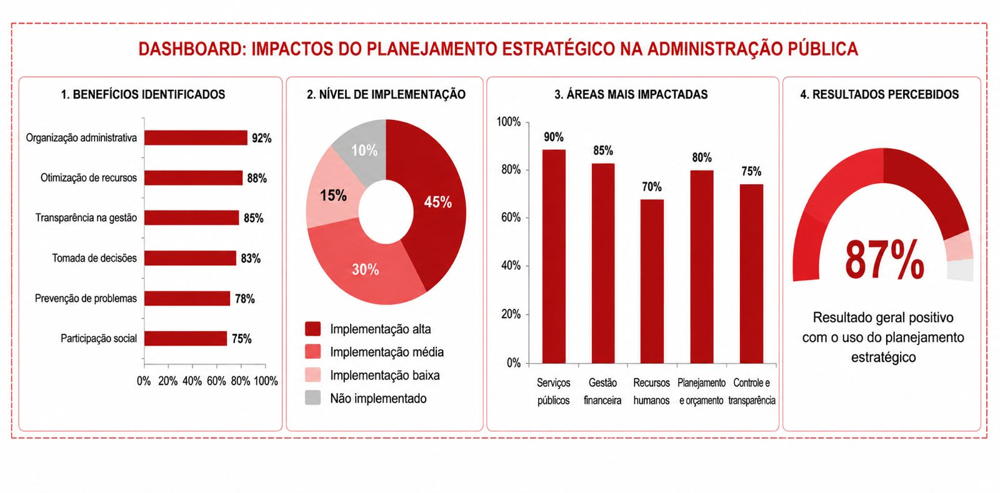 DASHBOARD: IMPACTOS DO PLANEJAMENTO ESTRATÉGICO NA ADMINISTRAÇÃO PÚBLICA
1. BENEFÍCIOS IDENTIFICADOS
Organização administrativa 92%
Otimização de recursos 88%
Transparência na gestão 85%
Tomada de decisões 83%
Prevenção de problemas 78%
Participação social 75%
0% 20% 40% 60% 80% 100%
2. NÍVEL DE IMPLEMENTAÇÃO
10%
45%
15%
30%
Implementação alta
Implementação média
Implementação baixa
Não implementado
3. ÁREAS MAIS IMPACTADAS
100%
80%
60%
40%
20%
0%
90%
85%
70%
80%
75%
Serviços
públicos
Gestão
financeira
Recursos
humanos
Planejamento
e orçamento
Controle e
transparência
4. RESULTADOS PERCEBIDOS
87%
Resultado geral positivo
com o uso do planejamento
estratégico